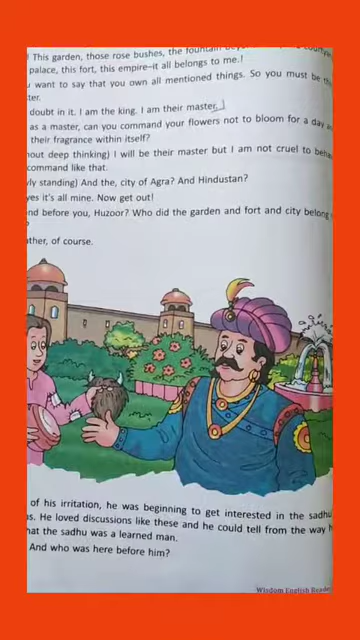 ! This garden, those rose bushes, the fountain
palace, this fort, this empire–it all belongs to me.!
want to say that you own all mentioned things. So you must be
ter.
doubt in it. I am the king. I am their master.
as a master, can you command your flowers not to bloom for a day
their fragrance within itself?
out deep thinking) I will be their master but I am not cruel to
command like that.
ly standing) And the, city of Agra? And Hindustan?
yes it's all mine. Now get out!
nd before you, Huzoor? Who did the garden and fort and city belong
ther, of course.
of his irritation, he was beginning to get interested in the sadhu
s. He loved discussions like these and he could tell from the way
hat the sadhu was a learned man.
And who was here before him?
Wisdom English Reade